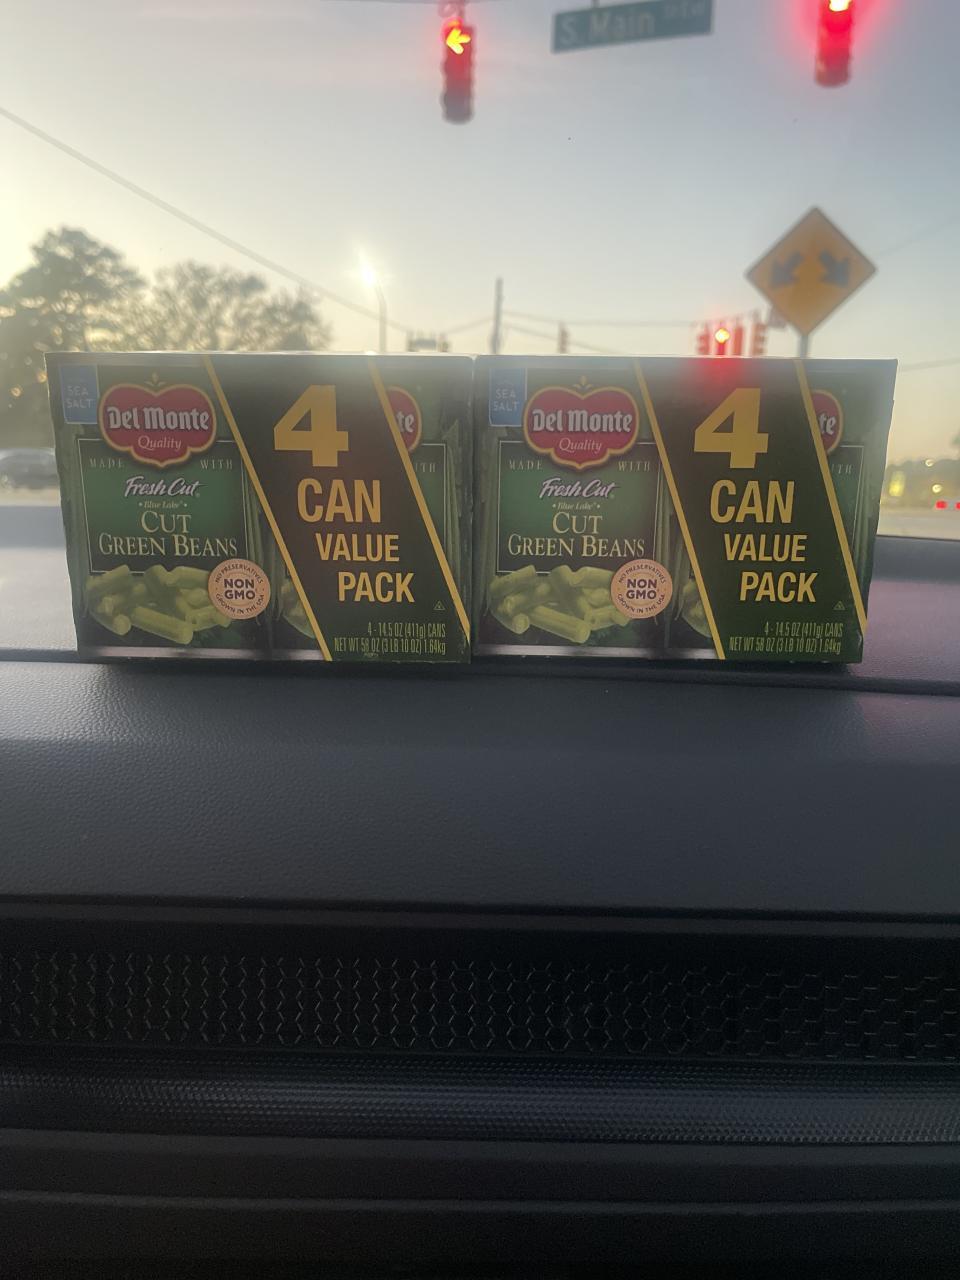 S. Main
SEA
SALT
Del Monte
Quality
MADE WITH
Fresh Cut
Blue Lake
CUT
GREEN BEANS
NO PRESERVATIVES
NON
GMO
GROWN IN THE USA
4
CAN
VALUE
PACK
te
ITH
4 - 14.5 OZ (411g) CANS
NET WT 58 OZ (3 LB 10 OZ) 1.64kg
SEA
SALT
Del Monte
Quality
MADE WITH
Fresh Cut
Blue Lake
CUT
GREEN BEANS
NO PRESERVATIVES
NON
GMO
GROWN IN THE USA
4
CAN
VALUE
PACK
te
ITH
4 - 14.5 OZ (411g) CANS
NET WT 58 OZ (3 LB 10 OZ) 1.64kg